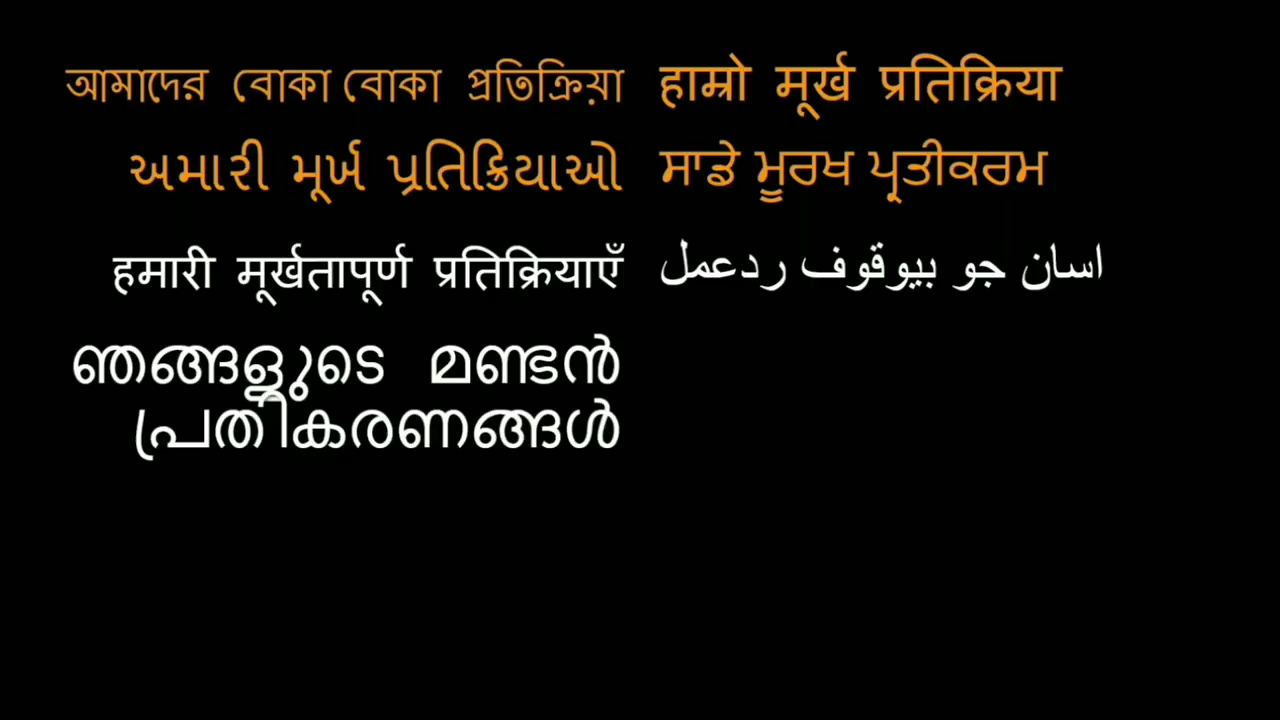 আমাদের বোকা বোকা প্রতিক্রিয়া
हाम्रो मूर्ख प्रतिक्रिया
અમારી મૂર્ખ પ્રતિક્રિયાઓ
ਸਾਡੇ ਮੂਰਖ ਪ੍ਰਤੀਕਰਮ
हमारी मूर्खतापूर्ण प्रतिक्रियाएँ
اسان جو بيوقوف ردعمل
ഞങ്ങളുടെ മണ്ടൻ
പ്രതികരണങ്ങൾ